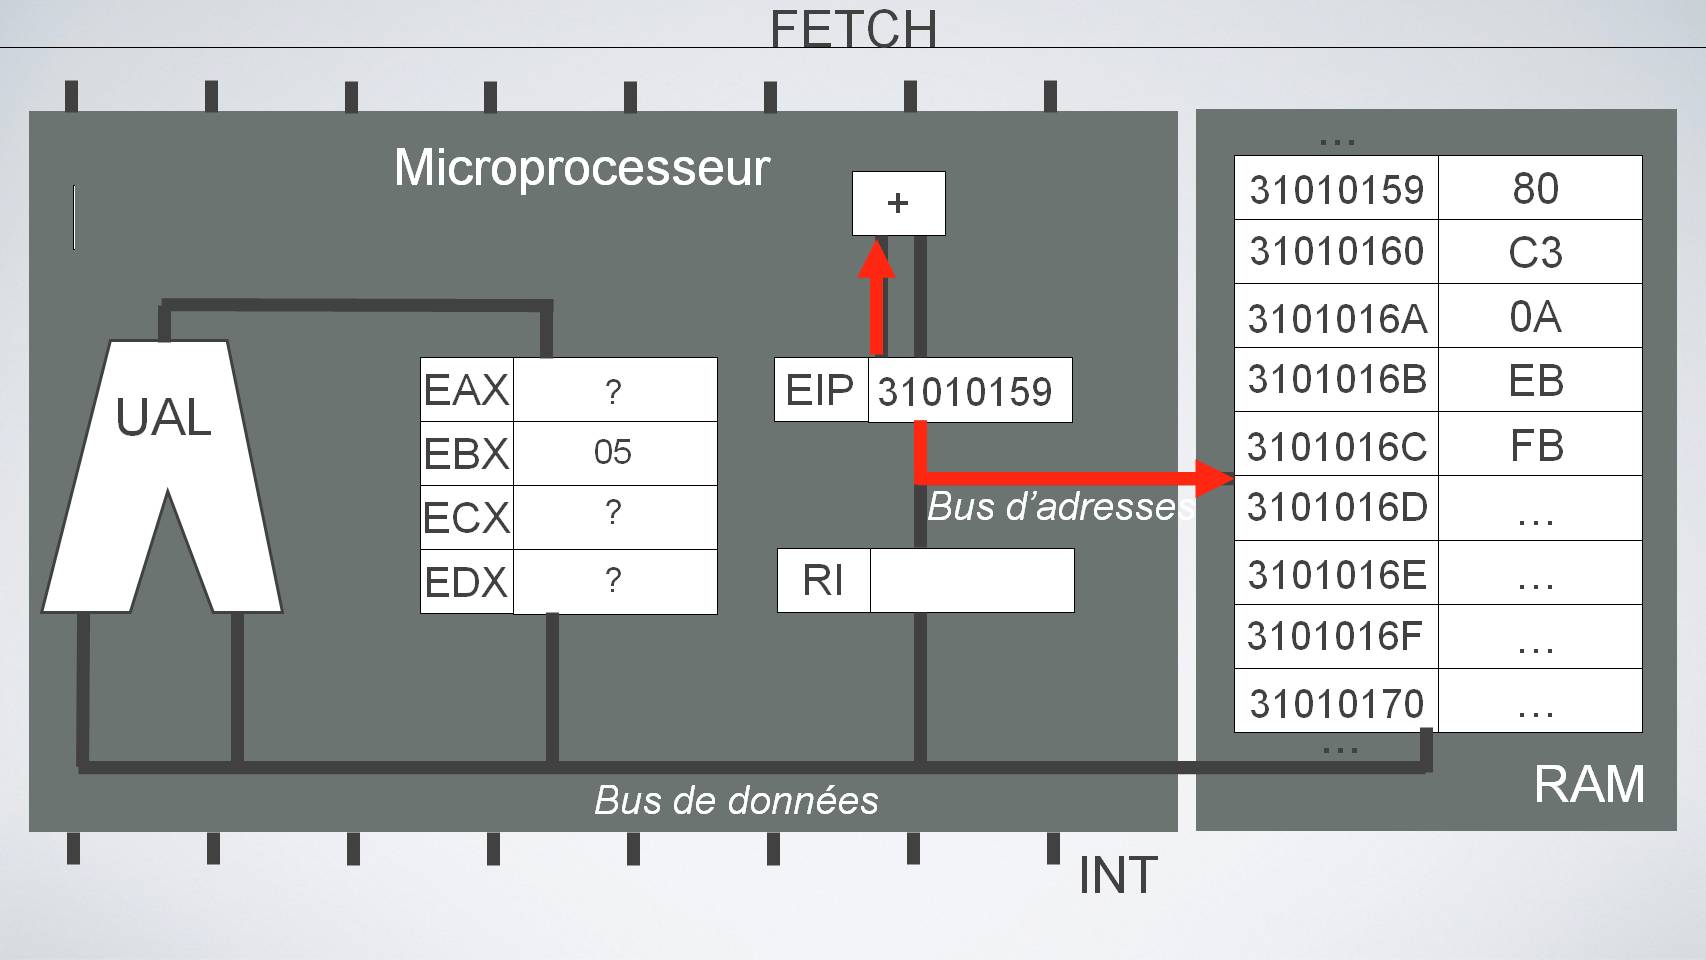 FETCH
Microprocesseur
+
UAL
EAX ?
EBX 05
ECX ?
EDX ?
EIP 31010159
Bus d'adresses
RI
Bus de données
INT
...
31010159 80
31010160 C3
3101016A 0A
3101016B EB
3101016C FB
3101016D ...
3101016E ...
3101016F ...
31010170 ...
...
RAM